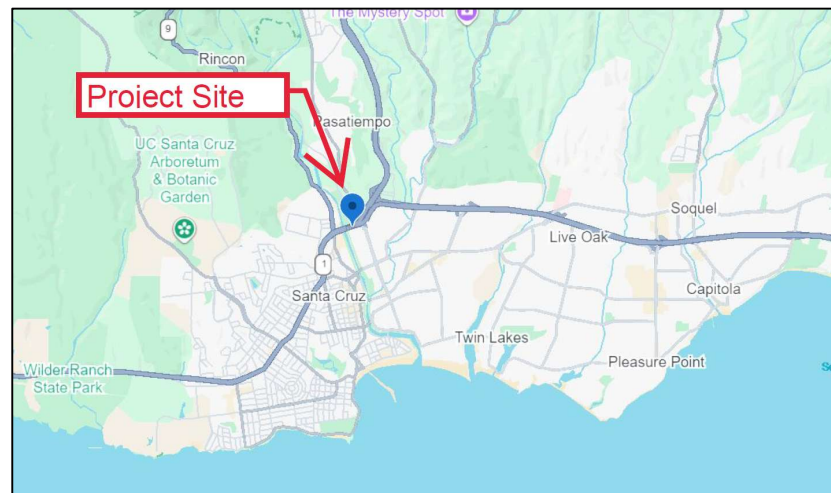 The Mystery Spot
9
Rincon
Project Site
Pasatiempo
UC Santa Cruz
Arboretum
& Botanic
Garden
Soquel
Live Oak
1
Santa Cruz
Capitola
Twin Lakes
Pleasure Point
Wilder Ranch
State Park